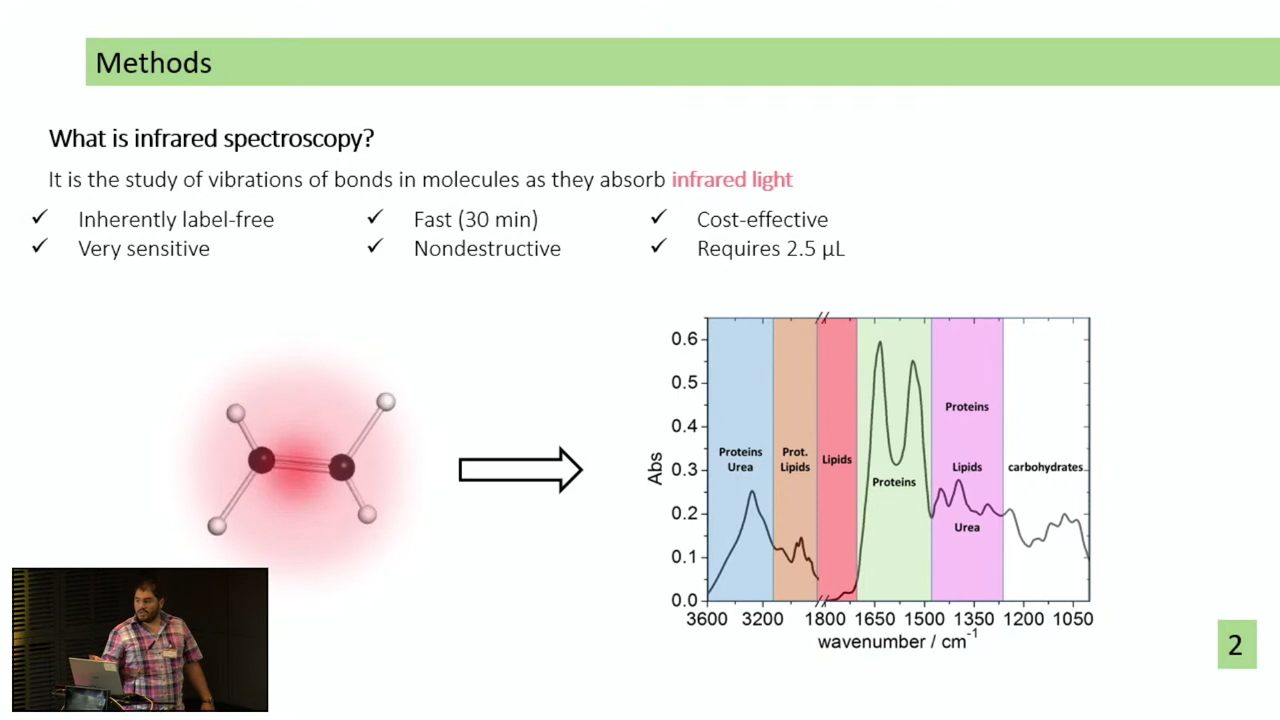 Methods
What is infrared spectroscopy?
It is the study of vibrations of bonds in molecules as they absorb infrared light
✓ Inherently label-free
✓ Very sensitive
✓ Fast (30 min)
✓ Nondestructive
✓ Cost-effective
✓ Requires 2.5 µL
0.6
0.5
0.4
0.3
0.2
0.1
0.0
Abs
Proteins
Urea
Prot.
Lipids
Lipids
Proteins
Proteins
Lipids
Urea
carbohydrates
3600 3200 1800 1650 1500 1350 1200 1050
wavenumber / cm⁻¹
2